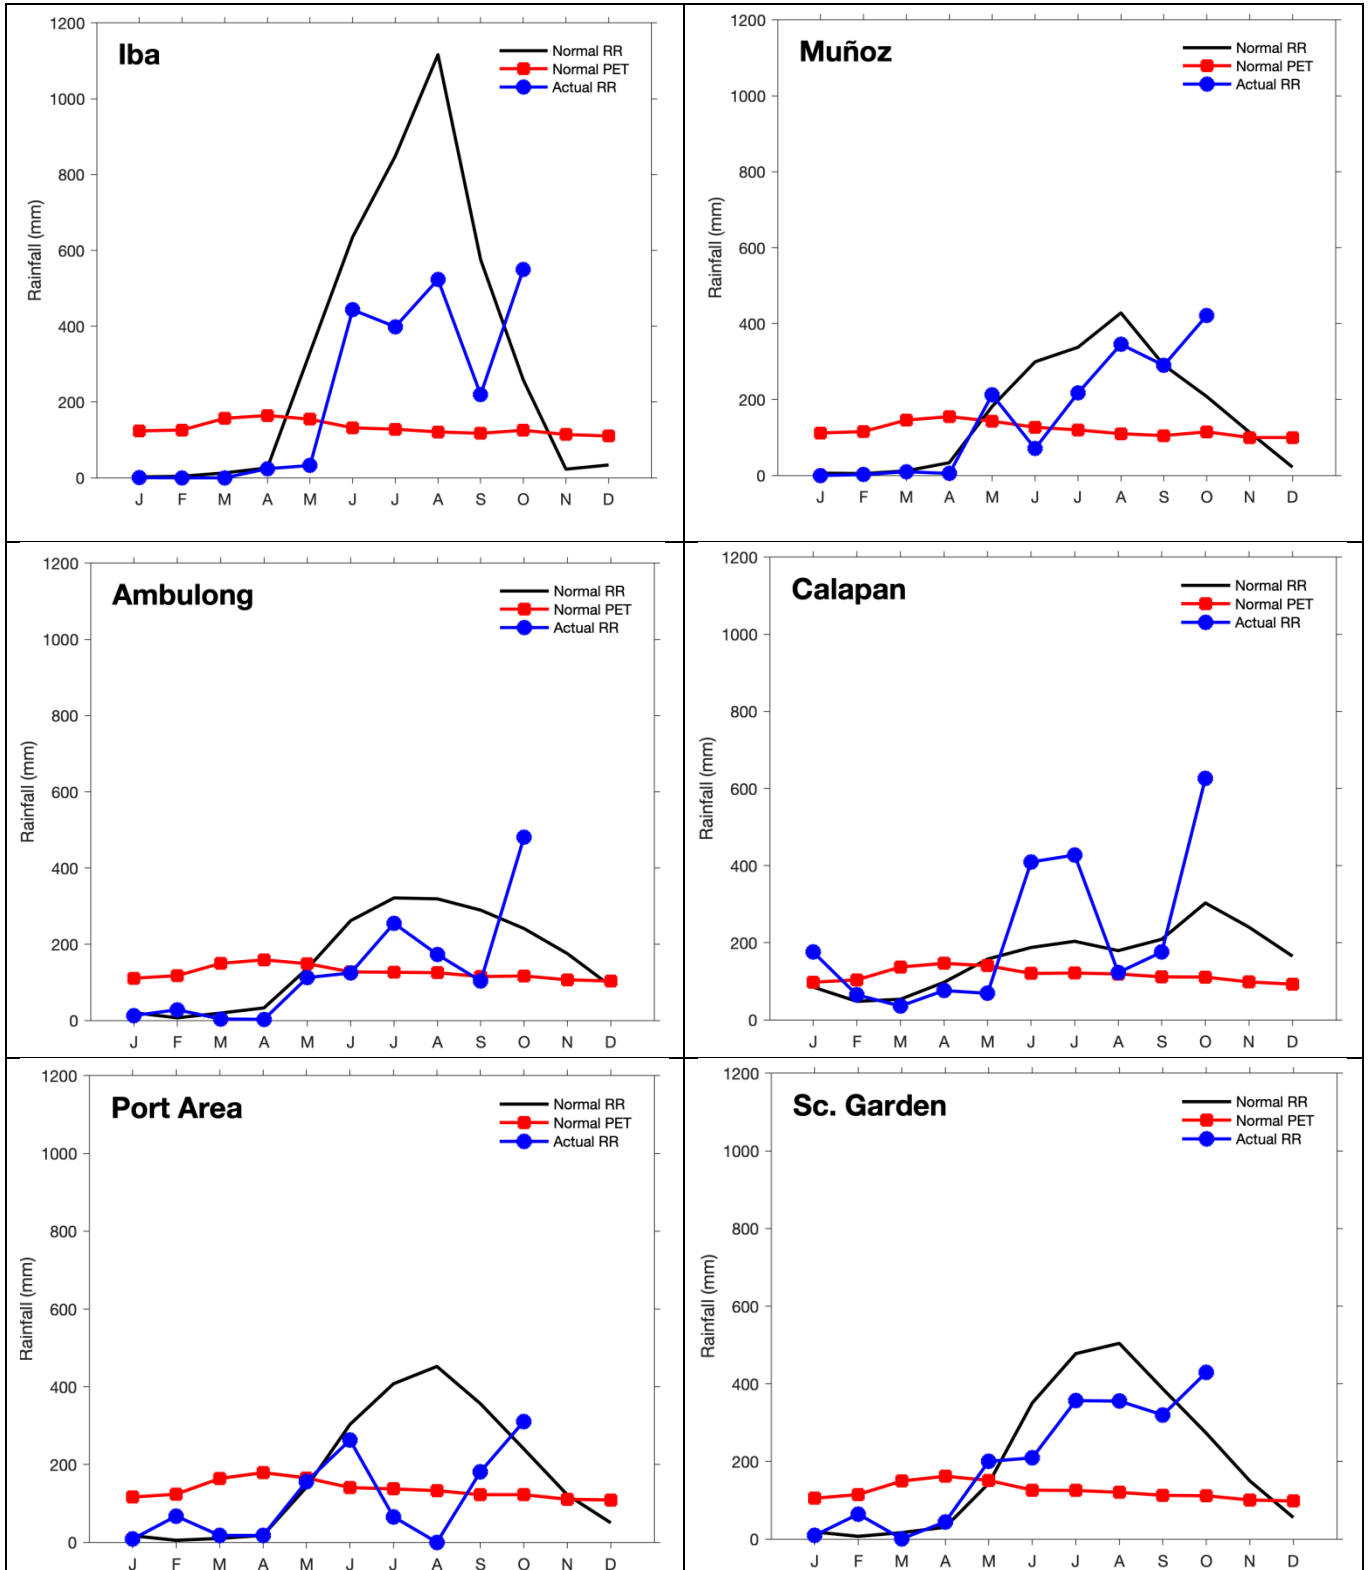 Iba
Normal RR
Normal PET
Actual RR
Rainfall (mm)
1200
1000
800
600
400
200
0
J F M A M J J A S O N D
Muñoz
Normal RR
Normal PET
Actual RR
Rainfall (mm)
1200
1000
800
600
400
200
0
J F M A M J J A S O N D
Ambulong
Normal RR
Normal PET
Actual RR
Rainfall (mm)
1200
1000
800
600
400
200
0
J F M A M J J A S O N D
Calapan
Normal RR
Normal PET
Actual RR
Rainfall (mm)
1200
1000
800
600
400
200
0
J F M A M J J A S O N D
Port Area
Normal RR
Normal PET
Actual RR
Rainfall (mm)
1200
1000
800
600
400
200
0
J F M A M J J A S O N D
Sc. Garden
Normal RR
Normal PET
Actual RR
Rainfall (mm)
1200
1000
800
600
400
200
0
J F M A M J J A S O N D